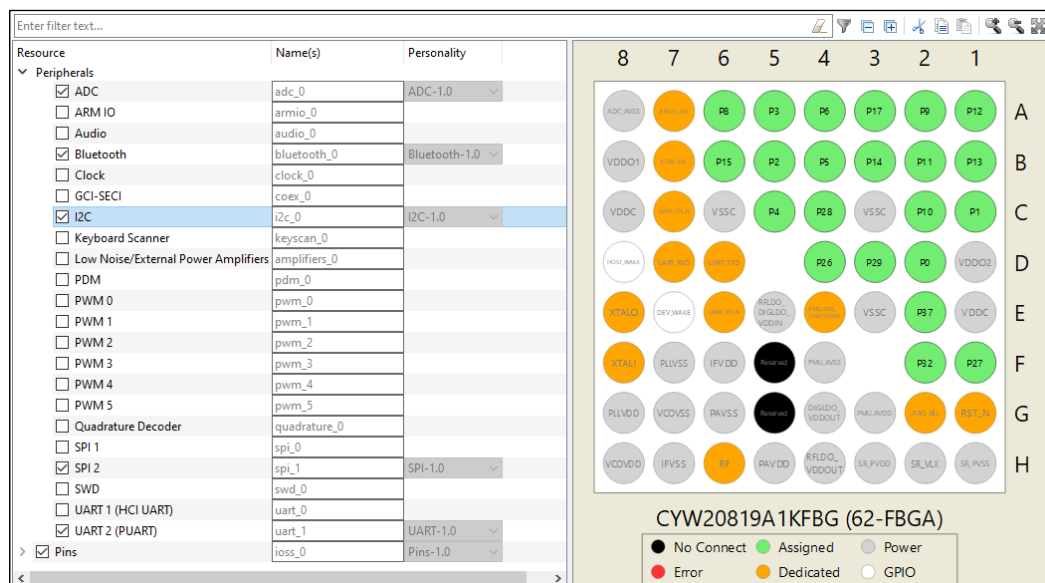 Enter filter text...
Resource Name(s) Personality
Peripherals
ADC adc_0 ADC-1.0
ARM IO armio_0
Audio audio_0
Bluetooth bluetooth_0 Bluetooth-1.0
Clock clock_0
GCI-SECI coex_0
I2C i2c_0 I2C-1.0
Keyboard Scanner keyscan_0
Low Noise/External Power Amplifiers amplifiers_0
PDM pdm_0
PWM 0 pwm_0
PWM 1 pwm_1
PWM 2 pwm_2
PWM 3 pwm_3
PWM 4 pwm_4
PWM 5 pwm_5
Quadrature Decoder quadrature_0
SPI 1 spi_0
SPI 2 spi_1 SPI-1.0
SWD swd_0
UART 1 (HCI UART) uart_0
UART 2 (PUART) uart_1 UART-1.0
Pins ioss_0 Pins-1.0
8 7 6 5 4 3 2 1
ADC_AVSS P8 P3 P6 P17 P9 P12 A
VDDO1 P15 P2 P5 P14 P11 P13 B
VDDC UART_CTS_N VSSC P4 P28 VSSC P10 P1 C
HOST_WAKE UART_RXD UART_TXD P26 P29 P0 VDDO2 D
XTALO DEV_WAKE UART_RTS_N RFLDO_DIGLDO_VDDIN VSSC P37 VDDC E
XTALI PLLVSS IFVDD Reserved PMU_AVSS P32 P27 F
PLLVDD VCOVSS PAVSS Reserved DIGLDO_VDDOUT PMU_AVDD JTAG_SEL RST_N G
VCOVDD IFVSS RF PAVDD RFLDO_VDDOUT SR_PVDD SR_VLX SR_PVSS H
CYW20819A1KFBG (62-FBGA)
No Connect Assigned Power
Error Dedicated GPIO